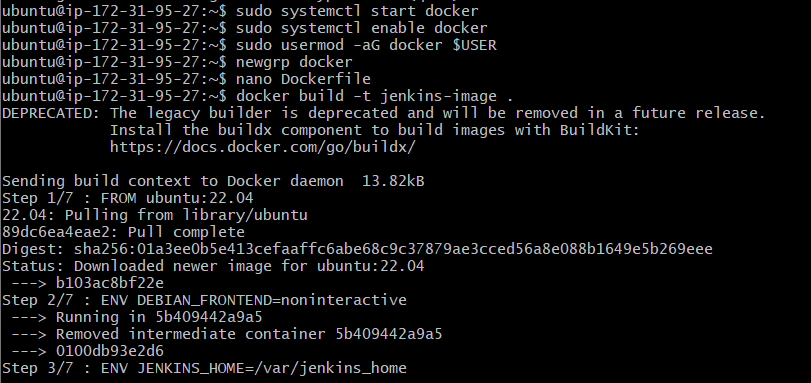 ubuntu@ip-172-31-95-27:~$ sudo systemctl start docker
ubuntu@ip-172-31-95-27:~$ sudo systemctl enable docker
ubuntu@ip-172-31-95-27:~$ sudo usermod -aG docker $USER
ubuntu@ip-172-31-95-27:~$ newgrp docker
ubuntu@ip-172-31-95-27:~$ nano Dockerfile
ubuntu@ip-172-31-95-27:~$ docker build -t jenkins-image .
DEPRECATED: The legacy builder is deprecated and will be removed in a future release.
            Install the buildx component to build images with BuildKit:
            https://docs.docker.com/go/buildx/

Sending build context to Docker daemon  13.82kB
Step 1/7 : FROM ubuntu:22.04
22.04: Pulling from library/ubuntu
89dc6ea4eae2: Pull complete
Digest: sha256:01a3ee0b5e413cefaaffc6abe68c9c37879ae3cced56a8e088b1649e5b269eee
Status: Downloaded newer image for ubuntu:22.04
 ---> b103ac8bf22e
Step 2/7 : ENV DEBIAN_FRONTEND=noninteractive
 ---> Running in 5b409442a9a5
 ---> Removed intermediate container 5b409442a9a5
 ---> 0100db93e2d6
Step 3/7 : ENV JENKINS_HOME=/var/jenkins_home